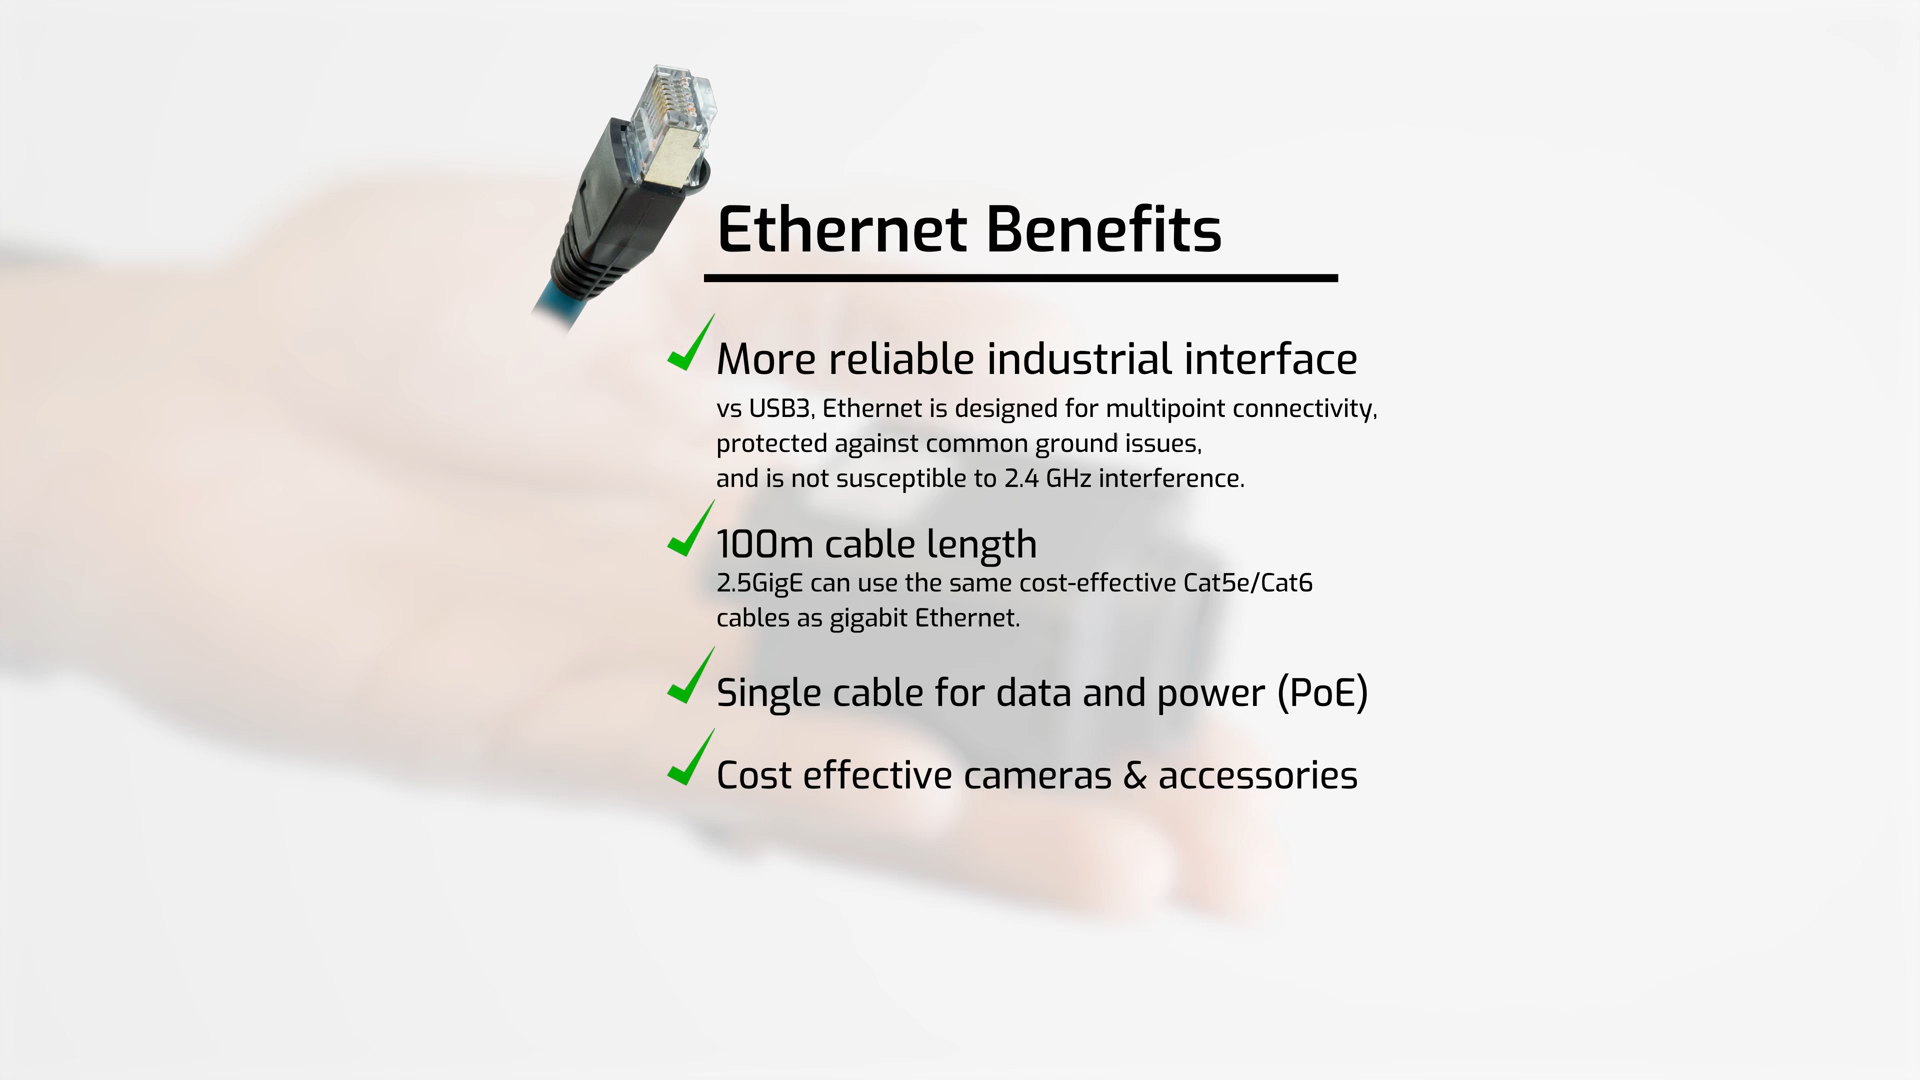 Ethernet Benefits
More reliable industrial interface
vs USB3, Ethernet is designed for multipoint connectivity,
protected against common ground issues,
and is not susceptible to 2.4 GHz interference.
100m cable length
2.5GigE can use the same cost-effective Cat5e/Cat6
cables as gigabit Ethernet.
Single cable for data and power (PoE)
Cost effective cameras & accessories